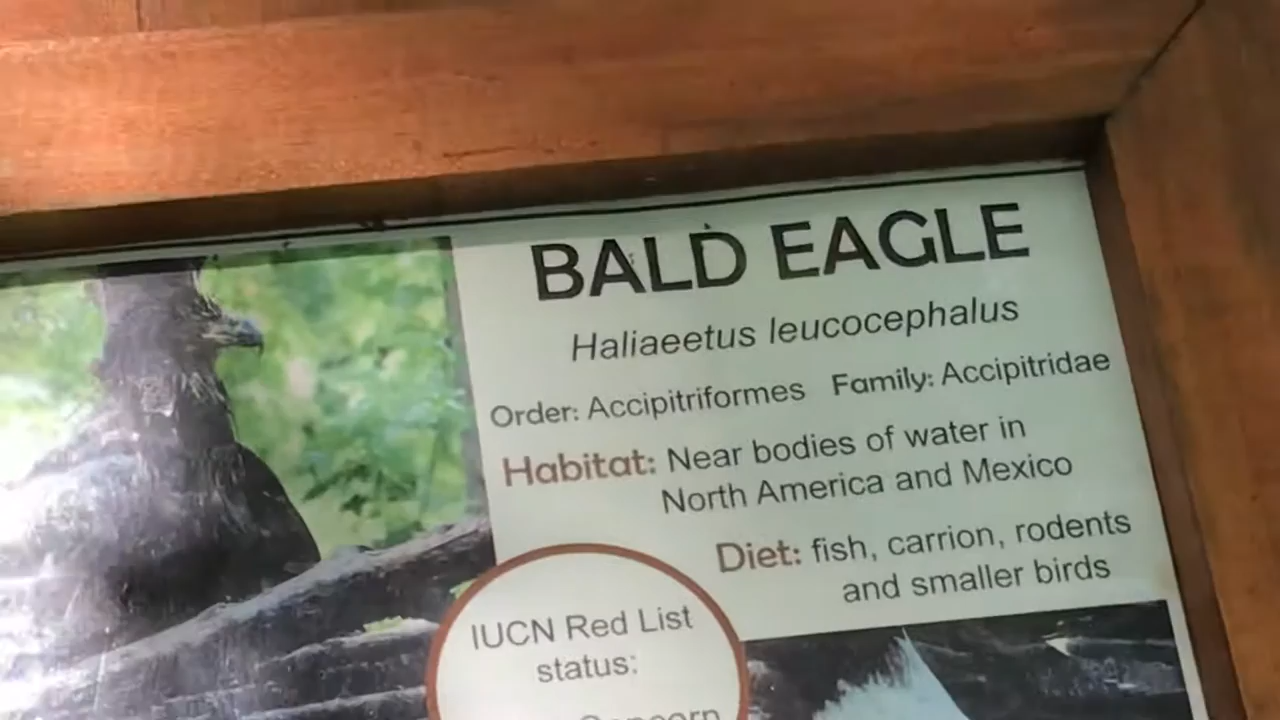 BALD EAGLE
Haliaeetus leucocephalus
Order: Accipitriformes Family: Accipitridae
Habitat: Near bodies of water in
North America and Mexico
Diet: fish, carrion, rodents
and smaller birds
IUCN Red List
status:
Concern